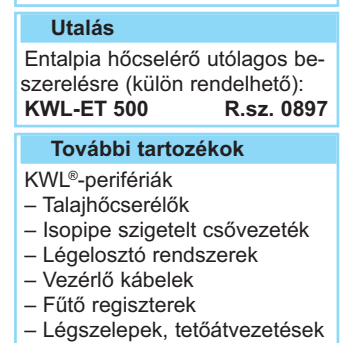 Utalás
Entalpia hőcselérő utólagos be-
szerelésre (külön rendelhető):
KWL-ET 500 R.sz. 0897
További tartozékok
KWL®-perifériák
– Talajhőcserélők
– Isopipe szigetelt csővezeték
– Légelosztó rendszerek
– Vezérlő kábelek
– Fűtő regiszterek
– Légszelepek, tetőátvezetések